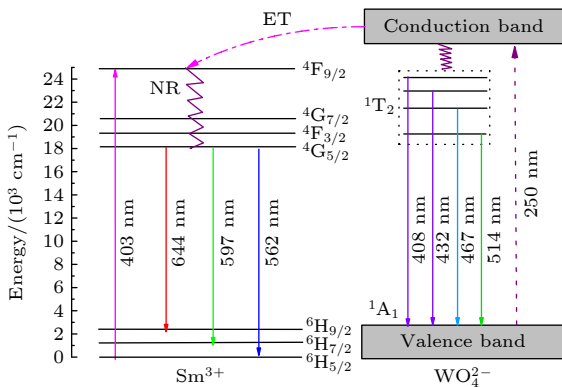 ET
Conduction band
⁴F₉/₂
NR
¹T₂
⁴G₇/₂
⁴F₃/₂
⁴G₅/₂
Energy/(10³ cm⁻¹)
24
22
20
18
16
14
12
10
8
6
4
2
0
403 nm
644 nm
597 nm
562 nm
408 nm
432 nm
467 nm
514 nm
250 nm
⁶H₉/₂
⁶H₇/₂
⁶H₅/₂
¹A₁
Valence band
Sm³⁺
WO₄²⁻